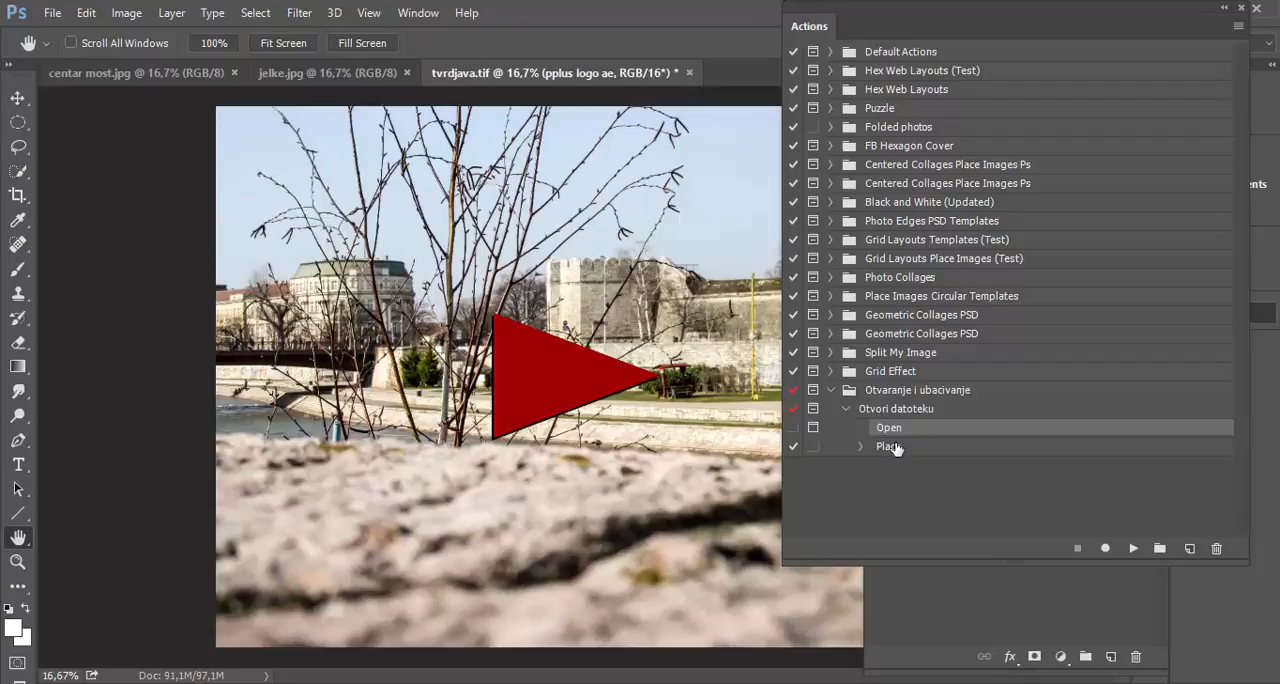 Ps File Edit Image Layer Type Select Filter 3D View Window Help
Scroll All Windows 100% Fit Screen Fill Screen
centar most.jpg @ 16,7% (RGB/8) × jelke.jpg @ 16,7% (RGB/8) × tvrdjava.tif @ 16,7% (pplus logo ae, RGB/16*) * ×
Actions
Default Actions
Hex Web Layouts (Test)
Hex Web Layouts
Puzzle
Folded photos
FB Hexagon Cover
Centered Collages Place Images Ps
Centered Collages Place Images Ps
Black and White (Updated)
Photo Edges PSD Templates
Grid Layouts Templates (Test)
Grid Layouts Place Images (Test)
Photo Collages
Place Images Circular Templates
Geometric Collages PSD
Geometric Collages PSD
Split My Image
Grid Effect
Otvaranje i ubacivanje
Otvori datoteku
Open
16,67% Doc: 91,1M/97,1M
fx